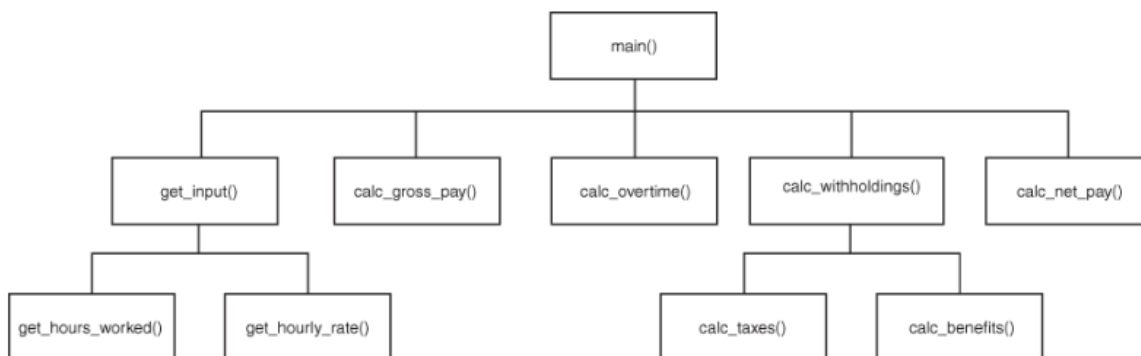 main()
get_input()
calc_gross_pay()
calc_overtime()
calc_withholdings()
calc_net_pay()
get_hours_worked()
get_hourly_rate()
calc_taxes()
calc_benefits()